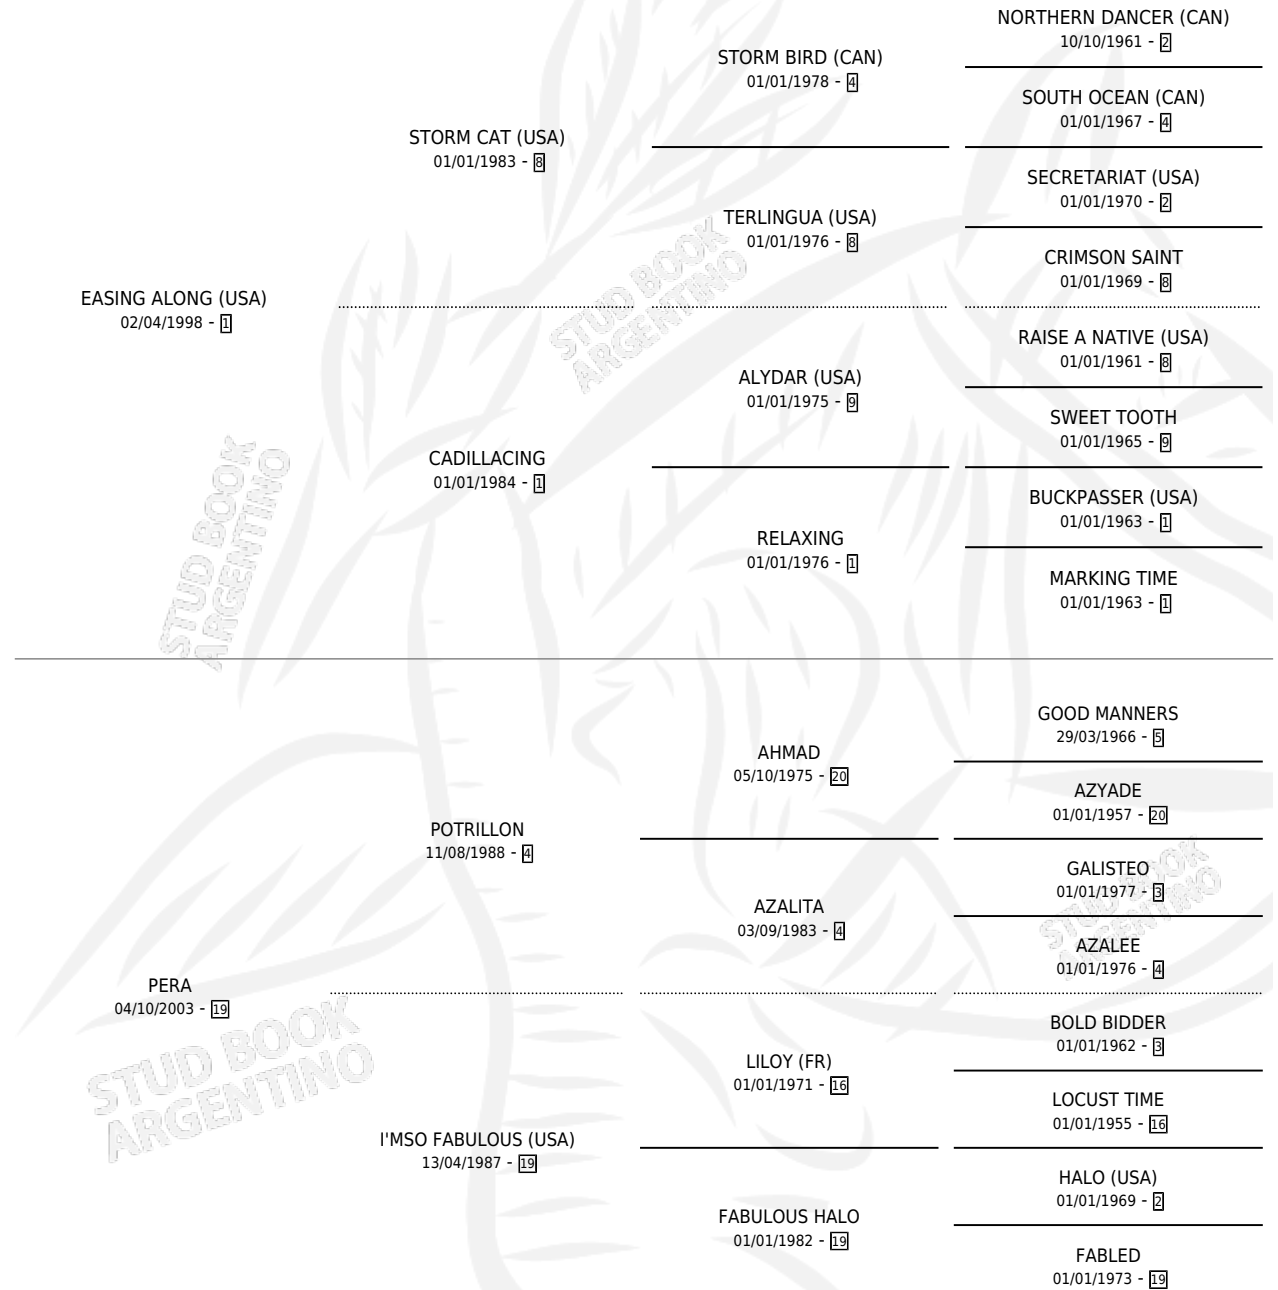 NORTHERN DANCER (CAN)
10/10/1961 - 2
STORM BIRD (CAN)
01/01/1978 - 4
SOUTH OCEAN (CAN)
01/01/1967 - 4
STORM CAT (USA)
01/01/1983 - 8
SECRETARIAT (USA)
01/01/1970 - 2
TERLINGUA (USA)
01/01/1976 - 8
CRIMSON SAINT
01/01/1969 - 8
EASING ALONG (USA)
02/04/1998 - 1
RAISE A NATIVE (USA)
01/01/1961 - 8
ALYDAR (USA)
01/01/1975 - 9
SWEET TOOTH
01/01/1965 - 9
CADILLACING
01/01/1984 - 1
BUCKPASSER (USA)
01/01/1963 - 1
RELAXING
01/01/1976 - 1
MARKING TIME
01/01/1963 - 1
GOOD MANNERS
29/03/1966 - 5
AHMAD
05/10/1975 - 20
AZYADE
01/01/1957 - 20
POTRILLON
11/08/1988 - 4
GALISTEO
01/01/1977 - 3
AZALITA
03/09/1983 - 4
AZALEE
01/01/1976 - 4
PERA
04/10/2003 - 19
BOLD BIDDER
01/01/1962 - 3
LILOY (FR)
01/01/1971 - 16
LOCUST TIME
01/01/1955 - 16
I'MSO FABULOUS (USA)
13/04/1987 - 19
HALO (USA)
01/01/1969 - 2
FABULOUS HALO
01/01/1982 - 19
FABLED
01/01/1973 - 19
STUD BOOK
ARGENTINO
STUD BOOK
ARGENTINO
STUD BOOK
ARGENTINO
STUD BOOK
ARGENTINO